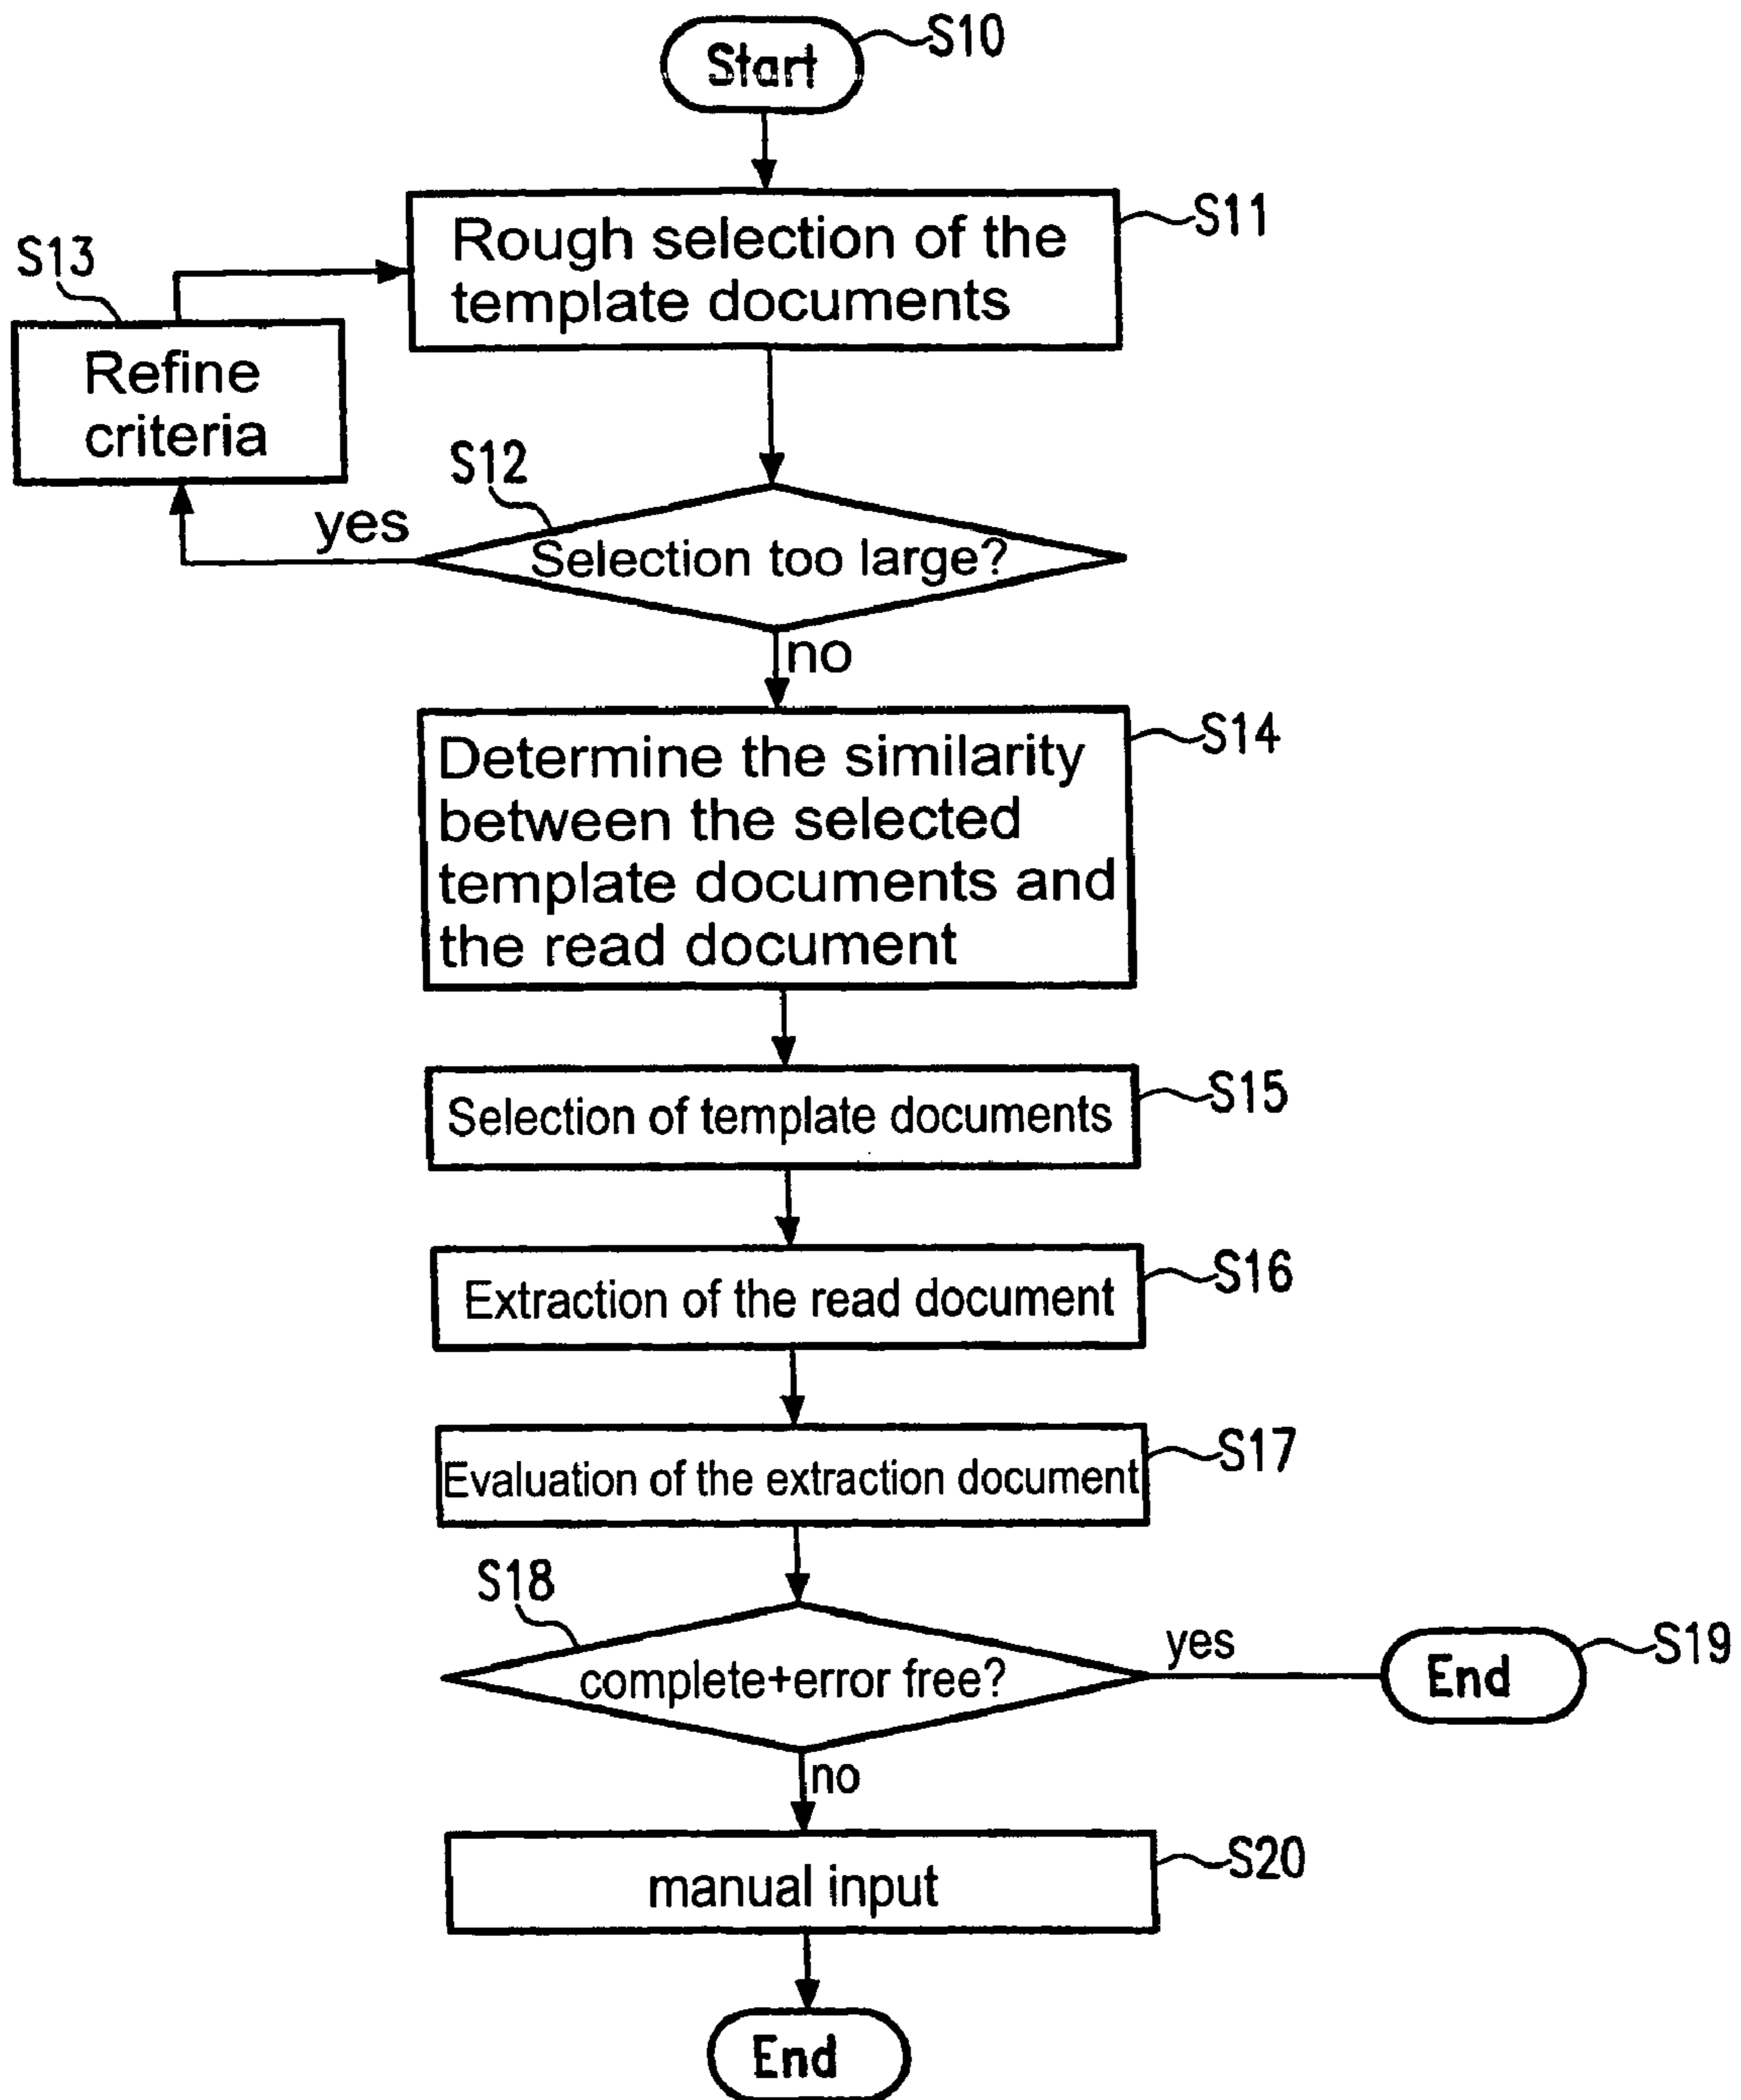 Start
S10
Rough selection of the
template documents
S11
S13
Refine
criteria
S12
yes
Selection too large?
no
Determine the similarity
between the selected
template documents and
the read document
S14
Selection of template documents
S15
Extraction of the read document
S16
Evaluation of the extraction document
S17
S18
complete+error free?
yes
End
S19
no
manual input
S20
End